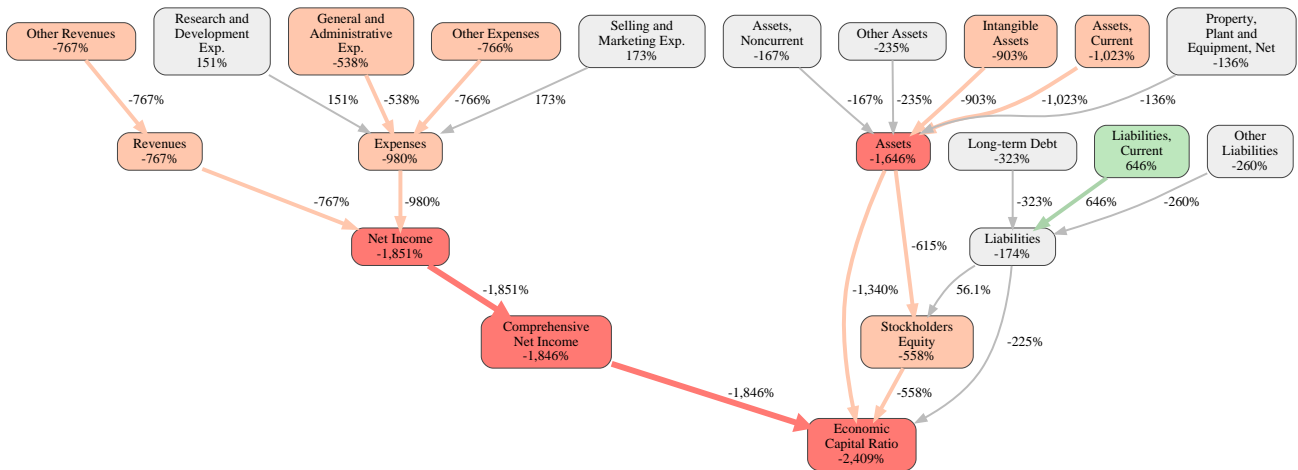 Other Revenues
-767%
Research and
Development
Exp.
151%
General and
Administrative
Exp.
-538%
Other Expenses
-766%
Selling and
Marketing Exp.
173%
Assets,
Noncurrent
-167%
Other Assets
-235%
Intangible
Assets
-903%
Assets,
Current
-1,023%
Property,
Plant and
Equipment, Net
-136%
-767%
151%
-538%
-766%
173%
-167%
-235%
-903%
-1,023%
-136%
Revenues
-767%
Expenses
-980%
Assets
-1,646%
Long-term Debt
-323%
Liabilities,
Current
646%
Other
Liabilities
-260%
-767%
-980%
-323%
646%
-260%
Net Income
-1,851%
-615%
Liabilities
-174%
-1,851%
-1,340%
56.1%
Comprehensive
Net Income
-1,846%
Stockholders
Equity
-558%
-225%
-1,846%
-558%
Economic
Capital Ratio
-2,409%